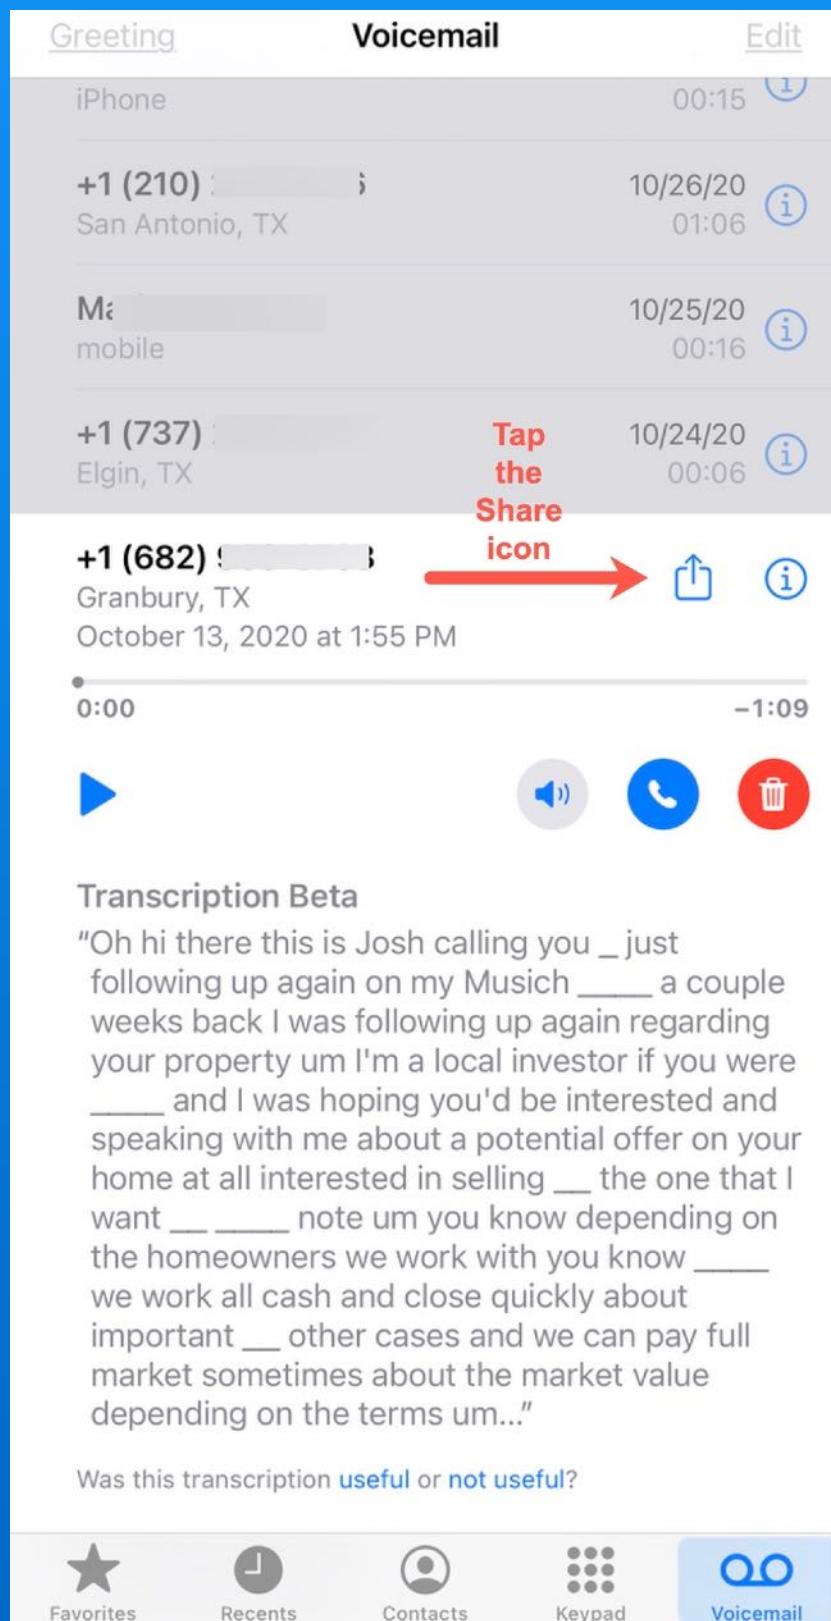 Greeting Voicemail Edit
iPhone 00:15
+1 (210)
10/26/20
San Antonio, TX 01:06
10/25/20
mobile 00:16
+1 (737)
10/24/20
Elgin, TX 00:06
Tap
the
Share
icon
+1 (682)
Granbury, TX
October 13, 2020 at 1:55 PM
0:00 -1:09
Transcription Beta
"Oh hi there this is Josh calling you _ just
following up again on my Musich ____ a couple
weeks back I was following up again regarding
your property um I'm a local investor if you were
____ and I was hoping you'd be interested and
speaking with me about a potential offer on your
home at all interested in selling __ the one that I
want __ ____ note um you know depending on
the homeowners we work with you know ____
we work all cash and close quickly about
important __ other cases and we can pay full
market sometimes about the market value
depending on the terms um..."
Was this transcription useful or not useful?
Favorites Recents Contacts Keypad Voicemail